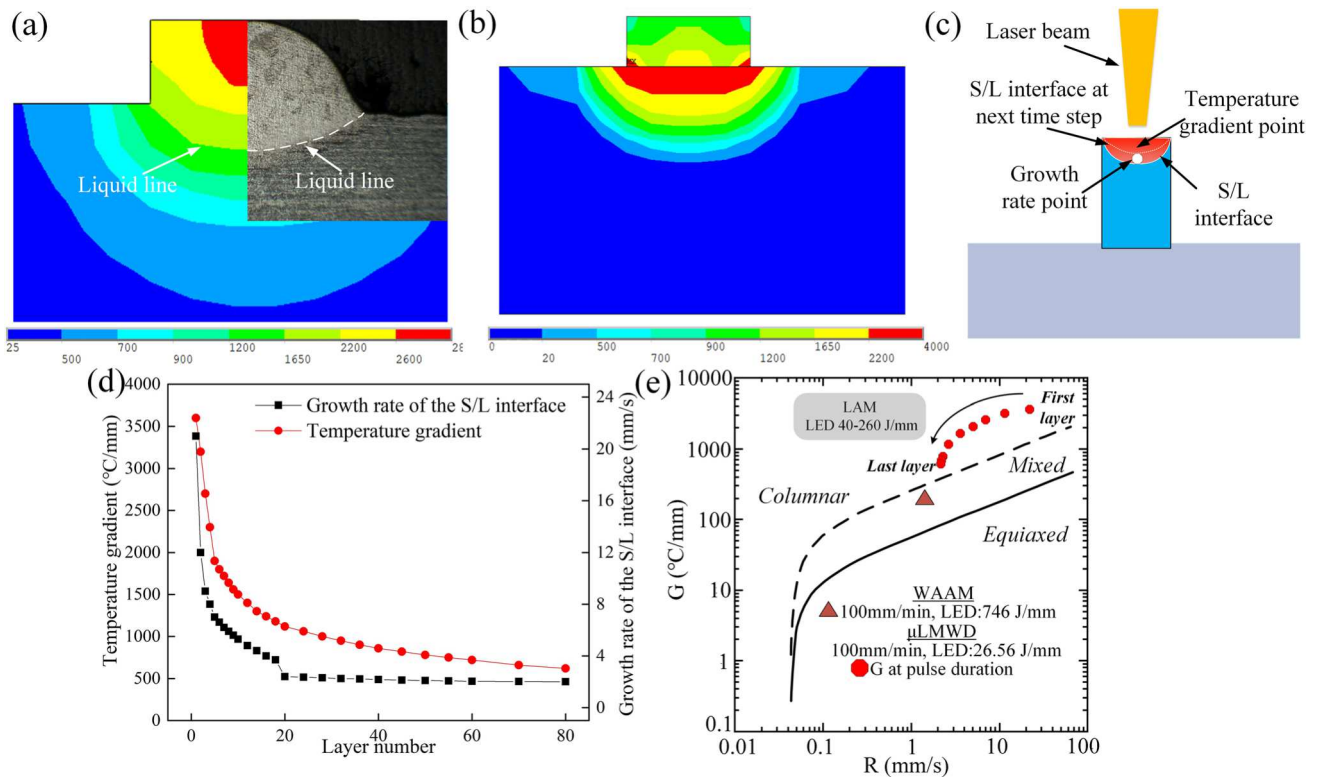 (a)
Liquid line
Liquid line
25 500 700 900 1200 1650 2200 2600
(b)
0 20 500 700 900 1200 1650 2200 4000
(c)
Laser beam
S/L interface at
next time step
Temperature
gradient point
Growth
rate point
S/L
interface
(d)
Growth rate of the S/L interface
Temperature gradient
Temperature gradient (°C/mm)
4000
3500
3000
2500
2000
1500
1000
500
0
Growth rate of the S/L interface (mm/s)
24
20
16
12
8
4
0
0 20 40 60 80
Layer number
(e)
LAM
LED 40-260 J/mm
First
layer
Last layer
Columnar
Mixed
Equiaxed
WAAM
100mm/min, LED:746 J/mm
μLMWD
100mm/min, LED:26.56 J/mm
G at pulse duration
G (°C/mm)
10000
1000
100
10
1
0.1
0.01 0.1 1 10 100
R (mm/s)